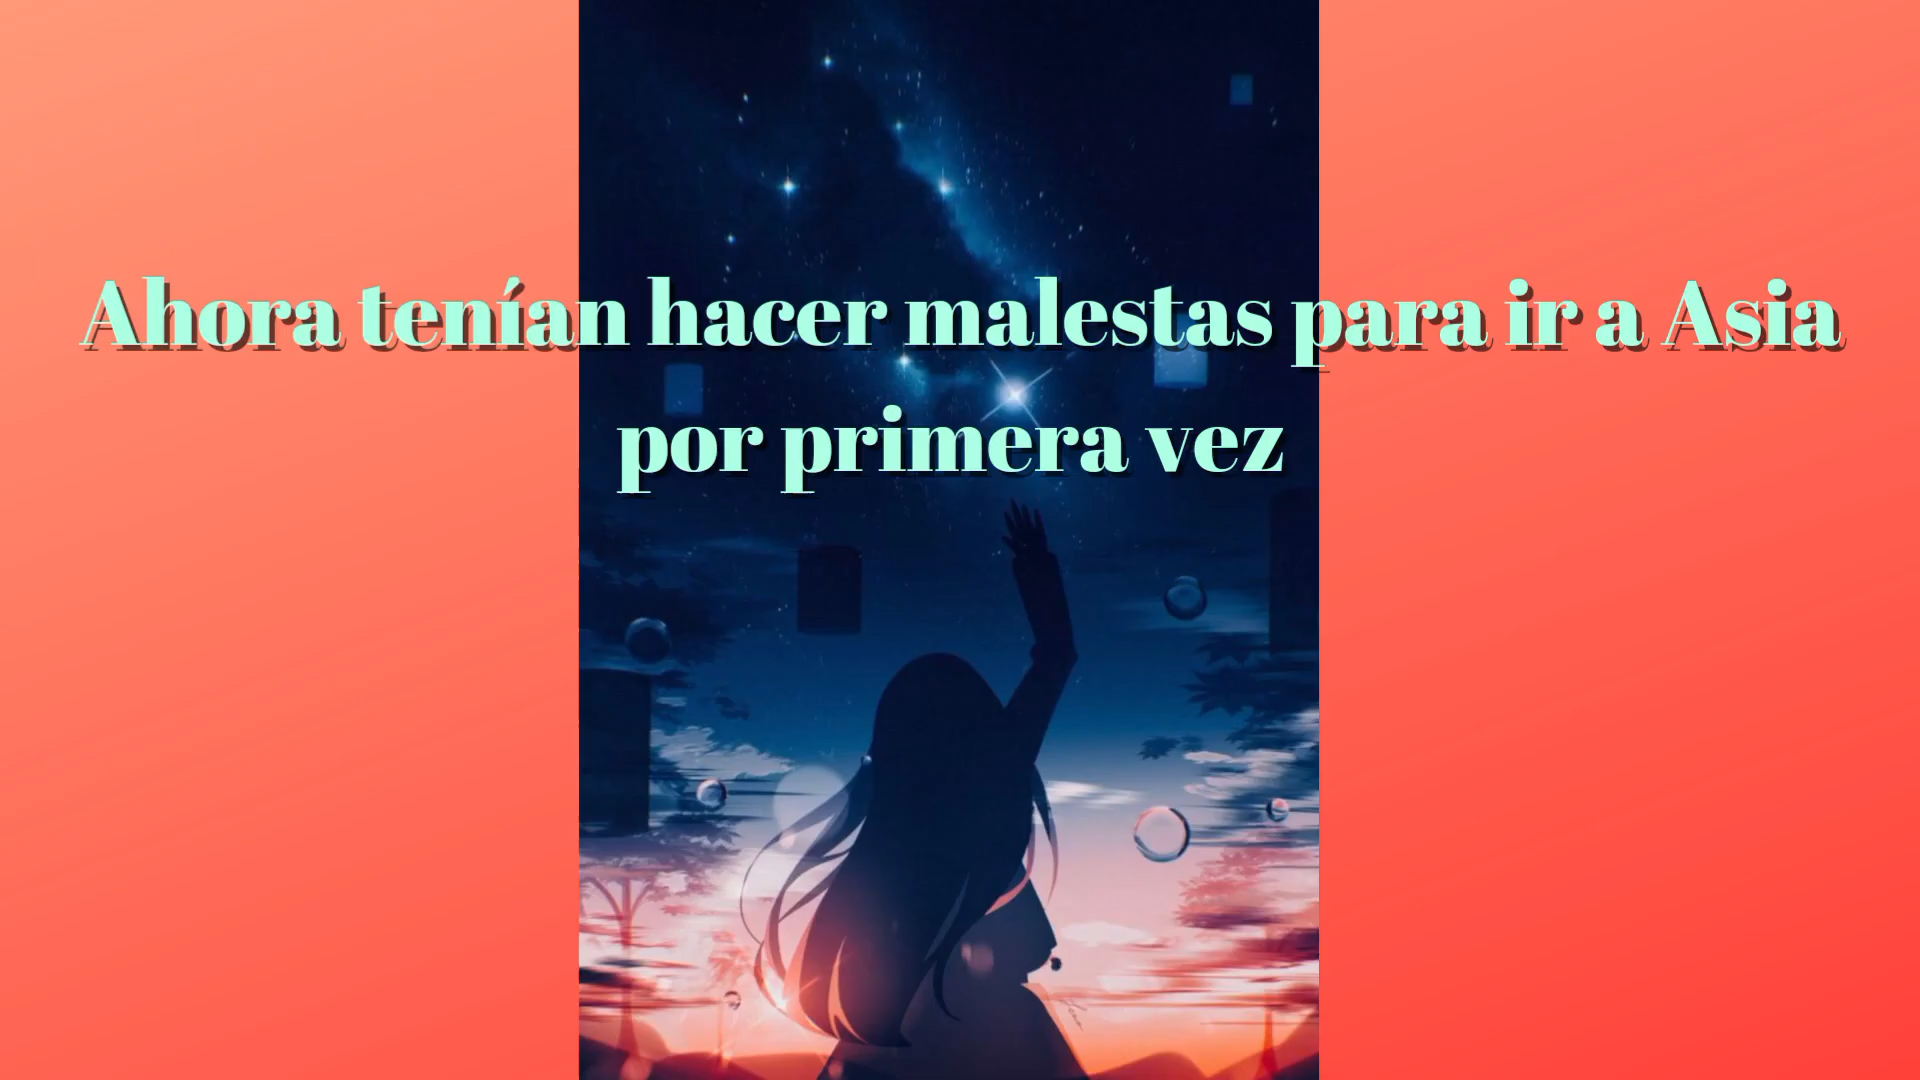 Ahora tenían hacer malestas para ir a Asia
por primera vez